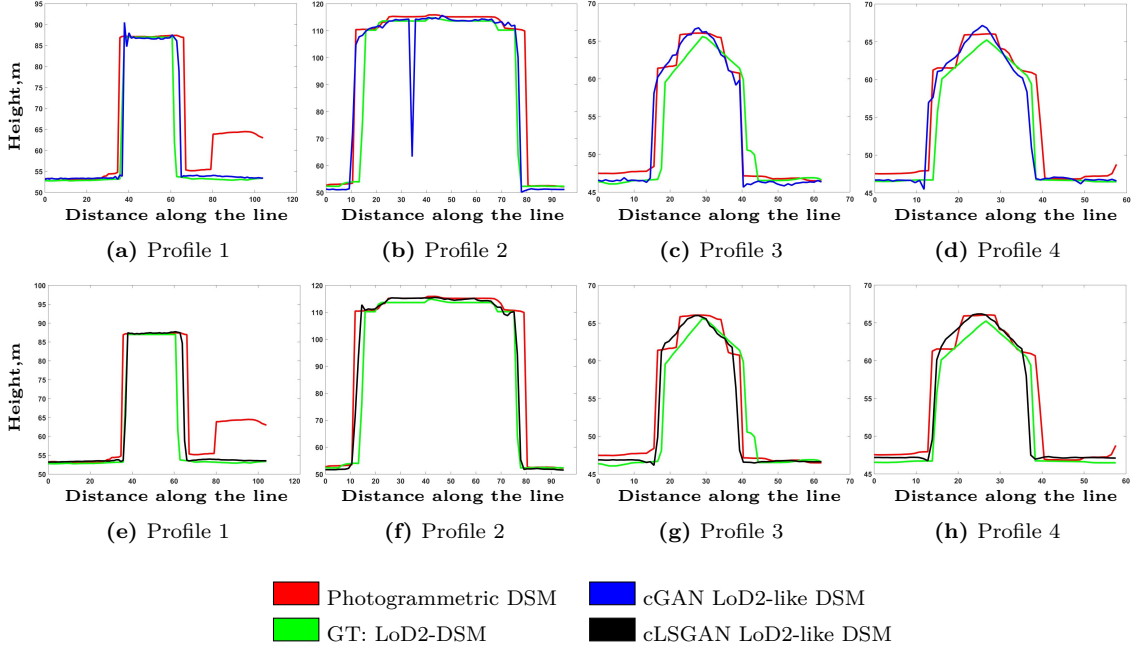 95
90
85
80
75
70
65
60
55
50
0 20 40 60 80 100 120
Height,m
Distance along the line
(a) Profile 1
120
110
100
90
80
70
60
50
0 10 20 30 40 50 60 70 80 90
Distance along the line
(b) Profile 2
70
65
60
55
50
45
0 10 20 30 40 50 60 70
Distance along the line
(c) Profile 3
70
65
60
55
50
45
0 10 20 30 40 50 60
Distance along the line
(d) Profile 4
100
95
90
85
80
75
70
65
60
55
50
0 20 40 60 80 100 120
Height,m
Distance along the line
(e) Profile 1
120
110
100
90
80
70
60
50
0 10 20 30 40 50 60 70 80 90
Distance along the line
(f) Profile 2
70
65
60
55
50
45
0 10 20 30 40 50 60 70
Distance along the line
(g) Profile 3
70
65
60
55
50
45
0 10 20 30 40 50 60
Distance along the line
(h) Profile 4
Photogrammetric DSM
cGAN LoD2-like DSM
GT: LoD2-DSM
cLSGAN LoD2-like DSM